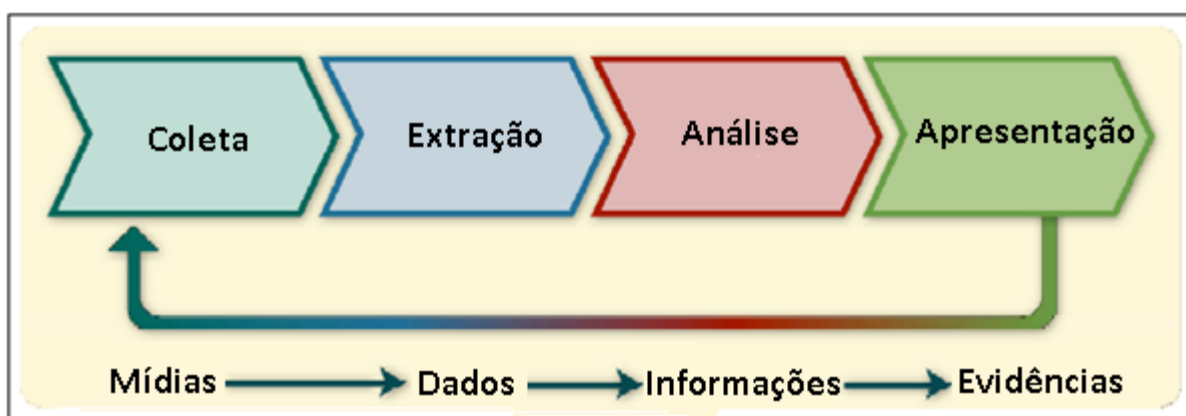 Coleta Extração Análise Apresentação
Mídias Dados Informações Evidências